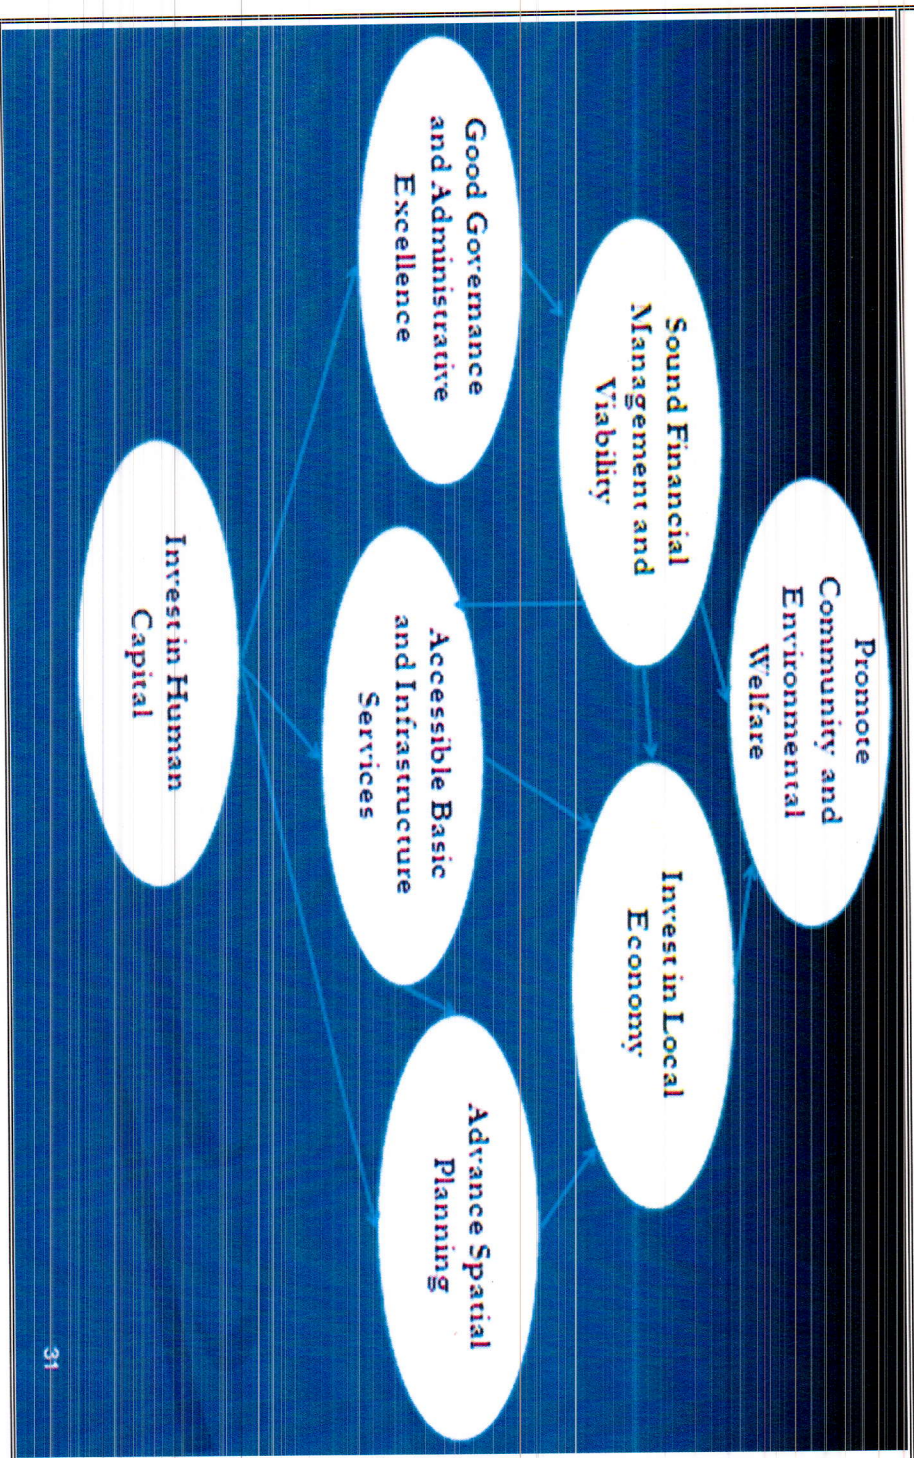 Promote
Community and
Environmental
Welfare
Sound Financial
Management and
Viability
Invest in Local
Economy
Good Governance
and Administrative
Excellence
Accessible Basic
and Infrastructure
Services
Advance Spatial
Planning
Invest in Human
Capital
31